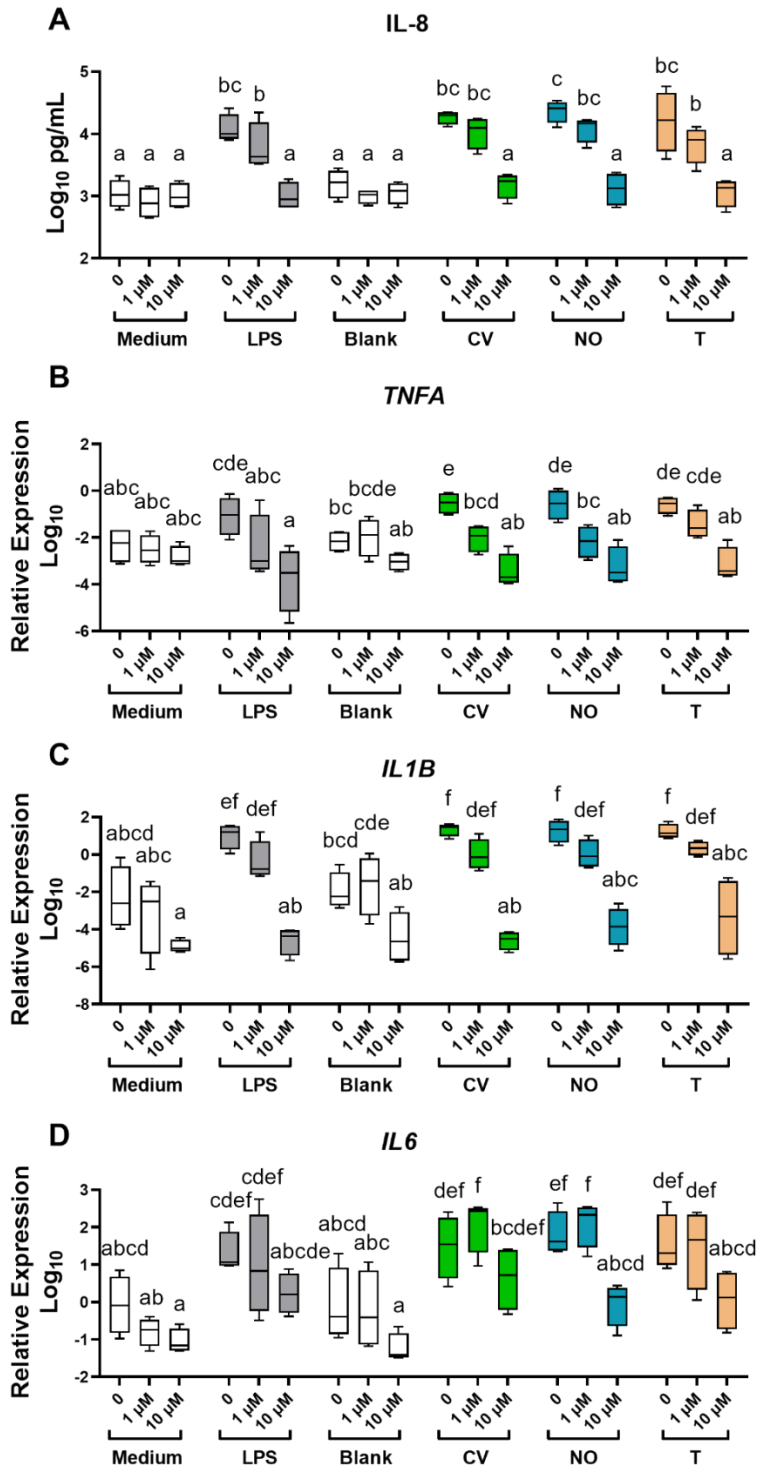 A
IL-8
Log10 pg/mL
5
4
3
2
a a a bc b a a a a bc bc a c bc a bc b a
0 1 µM 10 µM 0 1 µM 10 µM 0 1 µM 10 µM 0 1 µM 10 µM 0 1 µM 10 µM 0 1 µM 10 µM
Medium LPS Blank CV NO T
B
TNFA
Relative Expression
Log10
2
0
-2
-4
-6
abc abc abc cde abc a bc bcde ab e bcd ab de bc ab de cde ab
0 1 µM 10 µM 0 1 µM 10 µM 0 1 µM 10 µM 0 1 µM 10 µM 0 1 µM 10 µM 0 1 µM 10 µM
Medium LPS Blank CV NO T
C
IL1B
Relative Expression
Log10
2
0
-2
-4
-6
-8
abcd abc a ef def ab bcd cde ab f def ab f def abc f def abc
0 1 µM 10 µM 0 1 µM 10 µM 0 1 µM 10 µM 0 1 µM 10 µM 0 1 µM 10 µM 0 1 µM 10 µM
Medium LPS Blank CV NO T
D
IL6
Relative Expression
Log10
3
2
1
0
-1
-2
abcd ab a cdef cdef abcde abcd abc a def f bcdef ef f abcd def def abcd
0 1 µM 10 µM 0 1 µM 10 µM 0 1 µM 10 µM 0 1 µM 10 µM 0 1 µM 10 µM 0 1 µM 10 µM
Medium LPS Blank CV NO T